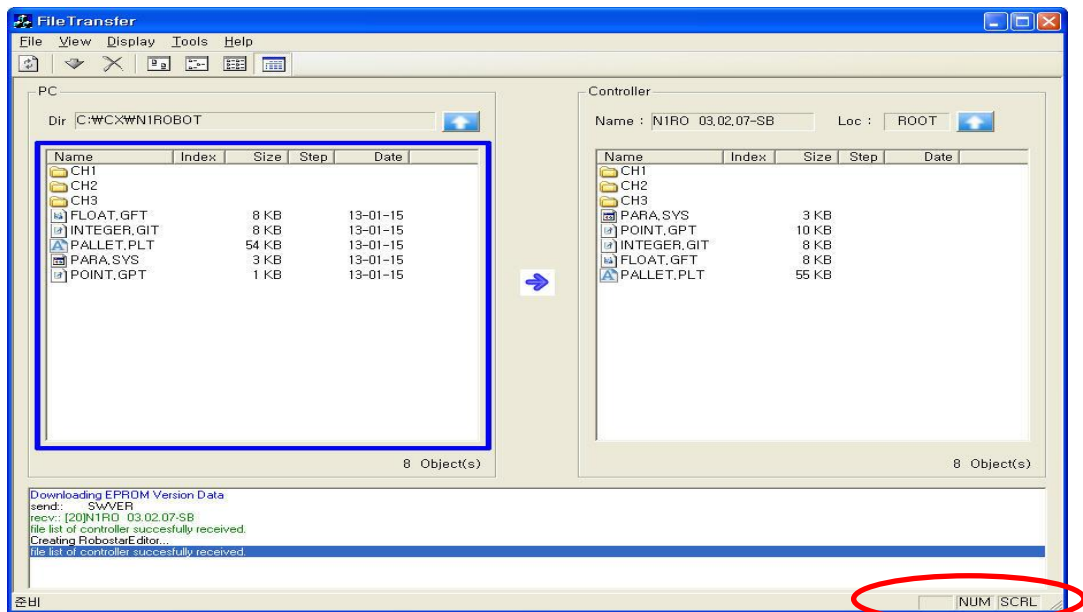 FileTransfer
File View Display Tools Help
PC
Dir C:₩CX₩N1ROBOT
Name Index Size Step Date
CH1
CH2
CH3
FLOAT.GFT 8 KB 13-01-15
INTEGER.GIT 8 KB 13-01-15
PALLET.PLT 54 KB 13-01-15
PARA.SYS 3 KB 13-01-15
POINT.GPT 1 KB 13-01-15
8 Object(s)
Controller
Name : N1RO 03.02.07-SB Loc : ROOT
Name Index Size Step Date
CH1
CH2
CH3
PARA.SYS 3 KB
POINT.GPT 10 KB
INTEGER.GIT 8 KB
FLOAT.GFT 8 KB
PALLET.PLT 55 KB
8 Object(s)
Downloading EPROM Version Data
send:: SWVER
recv:: [20]N1RO 03.02.07-SB
file list of controller succesfully received.
Creating RobostarEditor...
file list of controller succesfully received.
준비 NUM SCRL